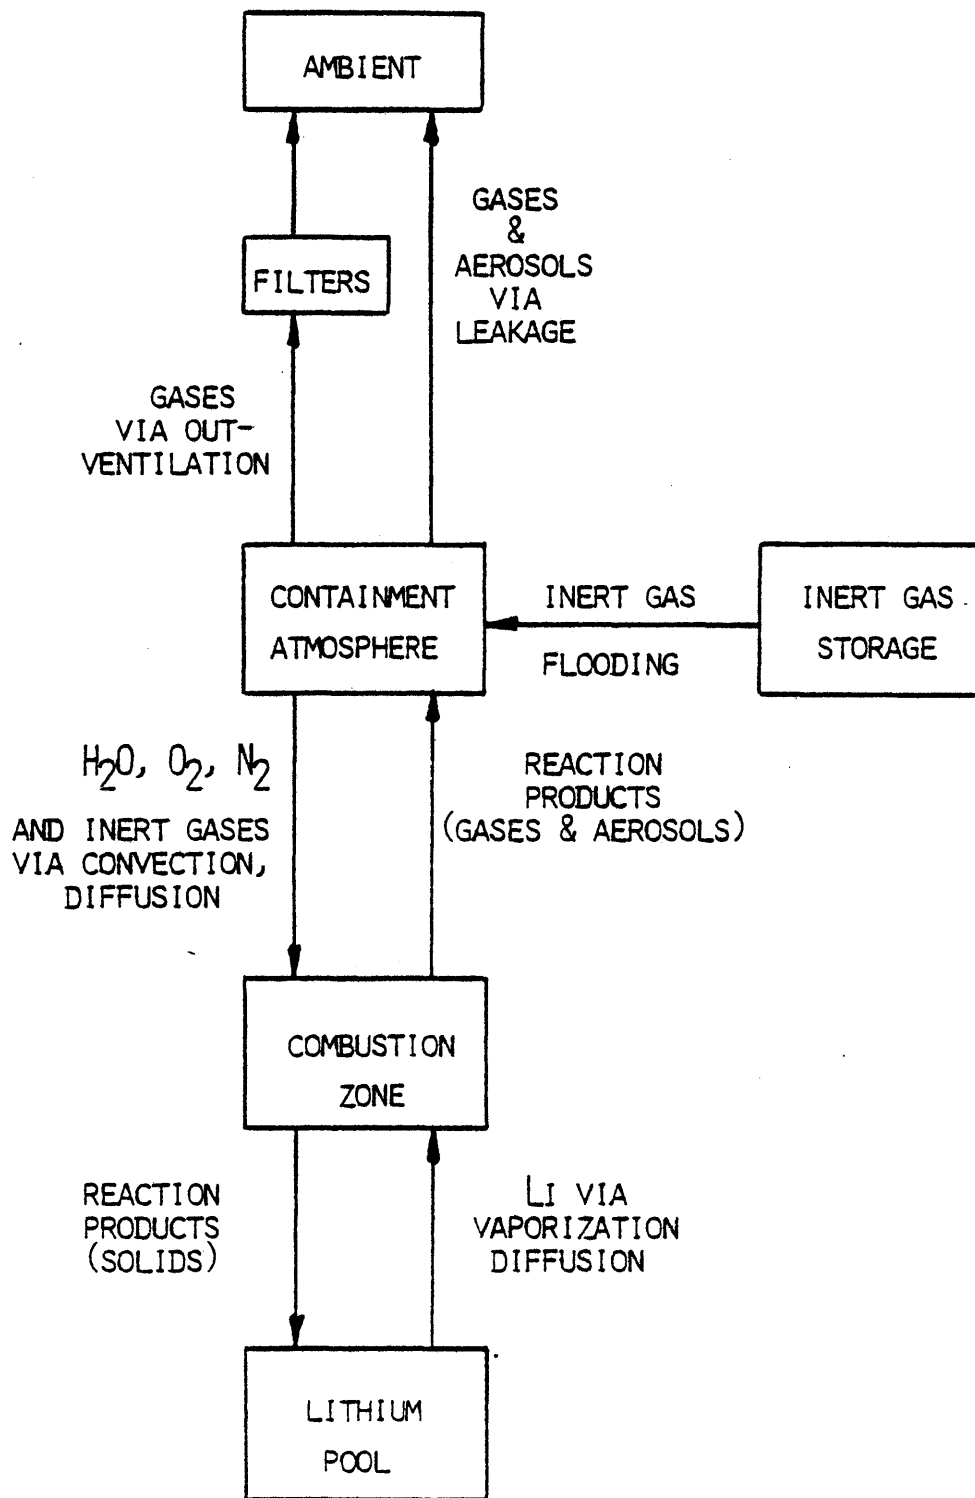 AMBIENT
GASES
&
AEROSOLS
VIA
LEAKAGE
FILTERS
GASES
VIA OUT-
VENTILATION
CONTAINMENT
ATMOSPHERE
INERT GAS
FLOODING
INERT GAS
STORAGE
H2O, O2, N2
AND INERT GASES
VIA CONVECTION,
DIFFUSION
REACTION
PRODUCTS
(GASES & AEROSOLS)
COMBUSTION
ZONE
REACTION
PRODUCTS
(SOLIDS)
LI VIA
VAPORIZATION
DIFFUSION
LITHIUM
POOL